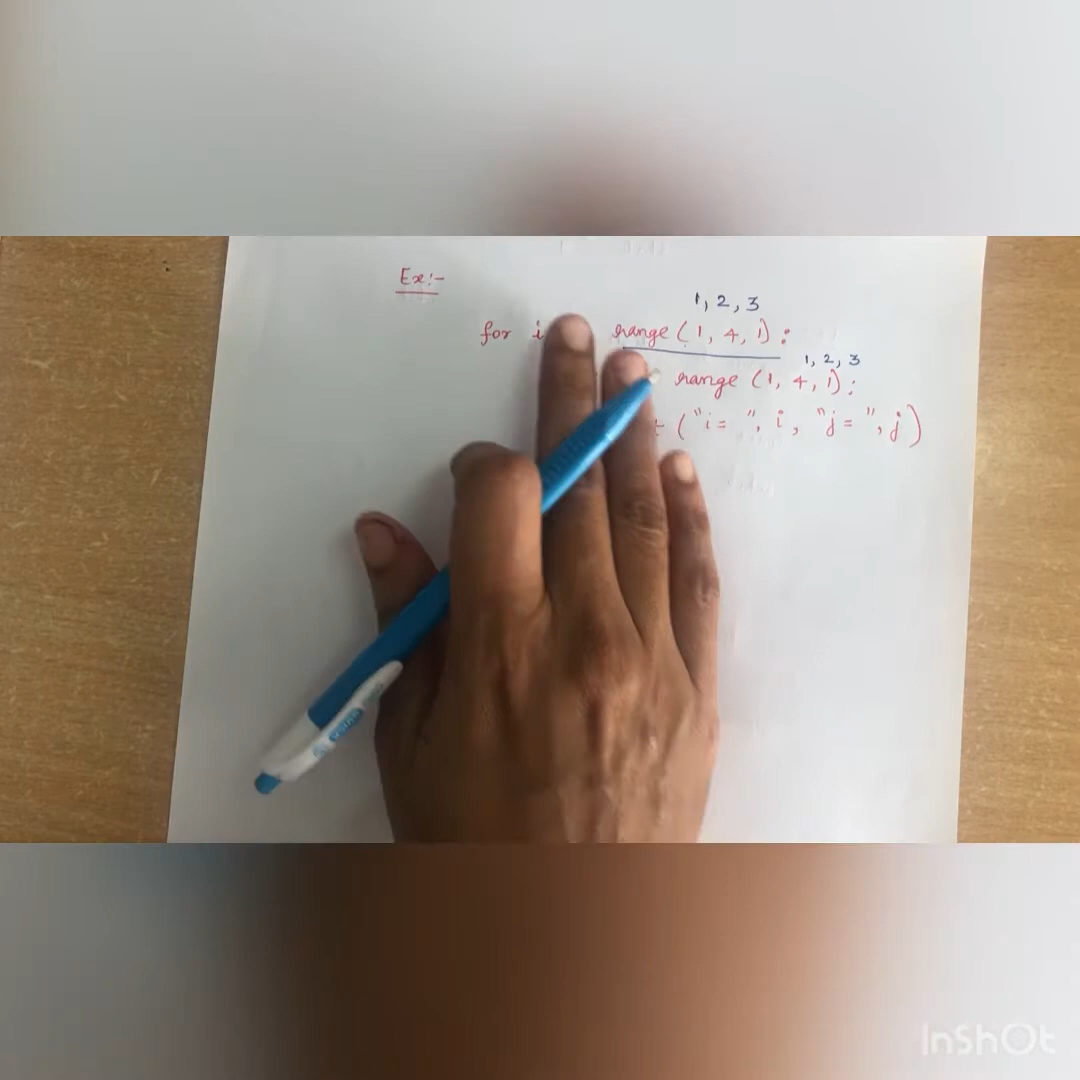 Ex:-
1, 2, 3
for i range (1, 4, 1):
1, 2, 3
range (1, 4, 1):
t ("i= ", i, "j= ", j)
InShOt